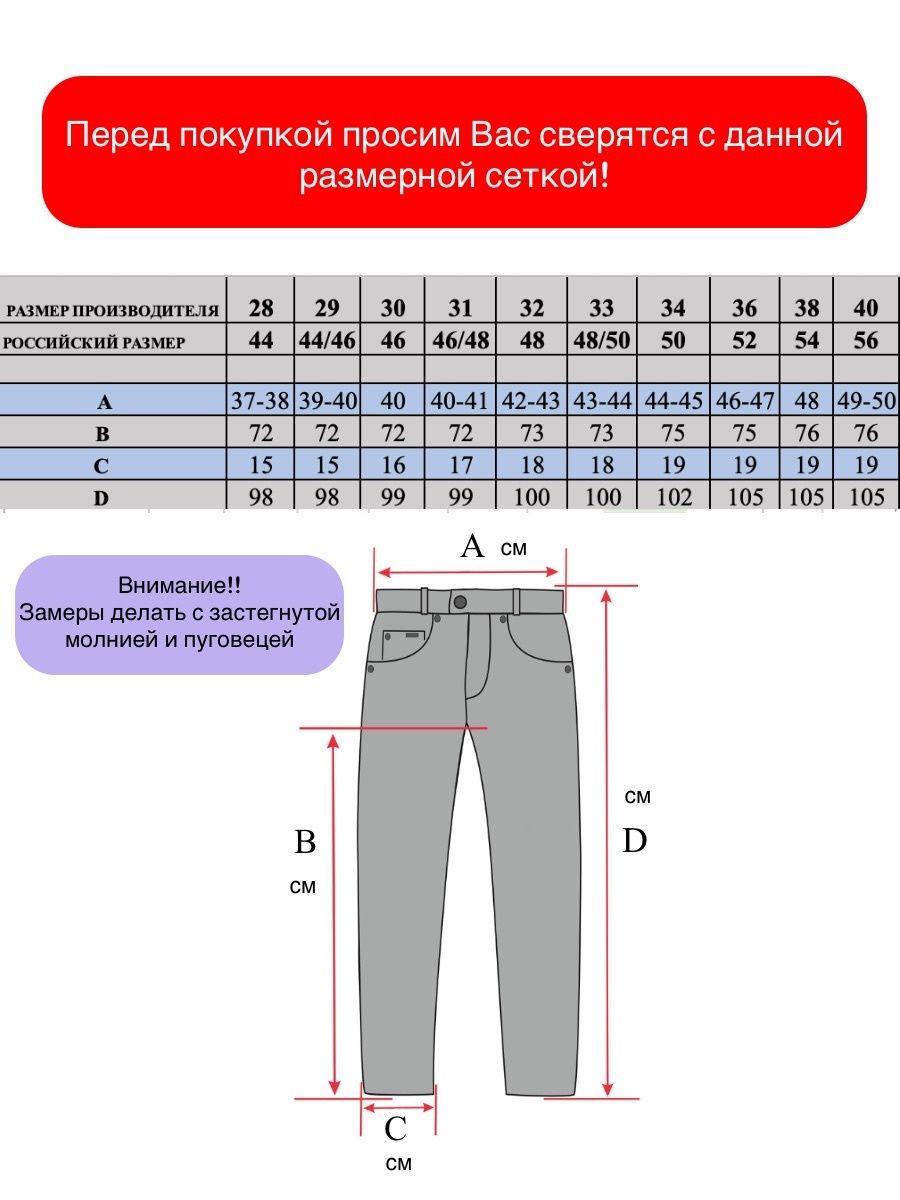 Перед покупкой просим Вас сверятся с данной
размерной сеткой!
РАЗМЕР ПРОИЗВОДИТЕЛЯ 28 29 30 31 32 33 34 36 38 40
РОССИЙСКИЙ РАЗМЕР 44 44/46 46 46/48 48 48/50 50 52 54 56
A 37-38 39-40 40 40-41 42-43 43-44 44-45 46-47 48 49-50
B 72 72 72 72 73 73 75 75 76 76
C 15 15 16 17 18 18 19 19 19 19
D 98 98 99 99 100 100 102 105 105 105
A см
Внимание!!
Замеры делать с застегнутой
молнией и пуговецей
см
B
D
см
C
см